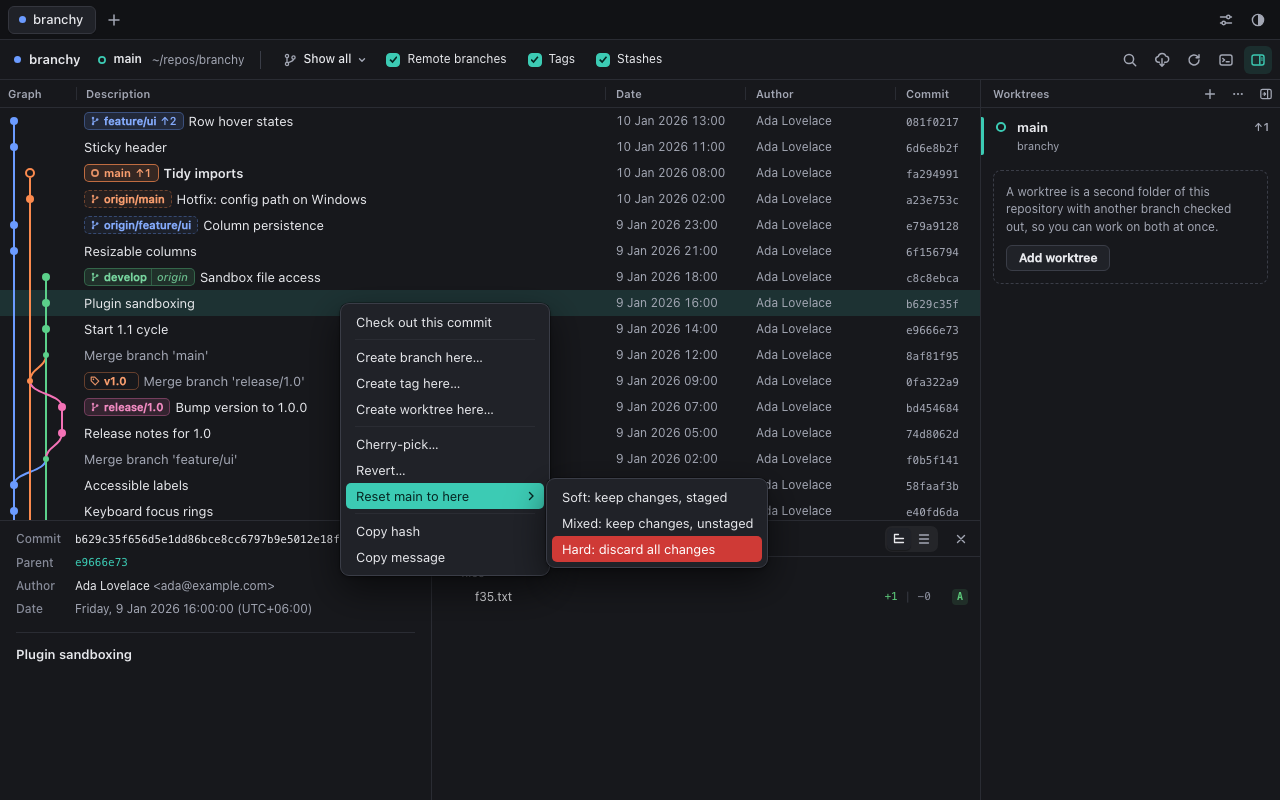 branchy
branchy main ~/repos/branchy Show all Remote branches Tags Stashes
Graph Description Date Author Commit Worktrees
feature/ui ↑2 Row hover states 10 Jan 2026 13:00 Ada Lovelace 081f0217
Sticky header 10 Jan 2026 11:00 Ada Lovelace 6d6e8b2f
main ↑1 Tidy imports 10 Jan 2026 08:00 Ada Lovelace fa294991
origin/main Hotfix: config path on Windows 10 Jan 2026 02:00 Ada Lovelace a23e753c
origin/feature/ui Column persistence 9 Jan 2026 23:00 Ada Lovelace e79a9128
Resizable columns 9 Jan 2026 21:00 Ada Lovelace 6f156794
develop origin Sandbox file access 9 Jan 2026 18:00 Ada Lovelace c8c8ebca
Plugin sandboxing 9 Jan 2026 16:00 Ada Lovelace b629c35f
Start 1.1 cycle 9 Jan 2026 14:00 Ada Lovelace e9666e73
Merge branch 'main' 9 Jan 2026 12:00 Ada Lovelace 8af81f95
v1.0 Merge branch 'release/1.0' 9 Jan 2026 09:00 Ada Lovelace 0fa322a9
release/1.0 Bump version to 1.0.0 9 Jan 2026 07:00 Ada Lovelace bd454684
Release notes for 1.0 9 Jan 2026 05:00 Ada Lovelace 74d8062d
Merge branch 'feature/ui' 9 Jan 2026 02:00 Ada Lovelace f0b5f141
Accessible labels Lovelace 58faaf3b
Keyboard focus rings Lovelace e40fd6da
Check out this commit
Create branch here...
Create tag here...
Create worktree here...
Cherry-pick...
Revert...
Reset main to here
Copy hash
Copy message
Soft: keep changes, staged
Mixed: keep changes, unstaged
Hard: discard all changes
main ↑1
branchy
A worktree is a second folder of this
repository with another branch checked
out, so you can work on both at once.
Add worktree
Commit b629c35f656d5e1dd86bce8cc6797b9e5012e18f
Parent e9666e73
Author Ada Lovelace <ada@example.com>
Date Friday, 9 Jan 2026 16:00:00 (UTC+06:00)
Plugin sandboxing
f35.txt +1 | −0 A